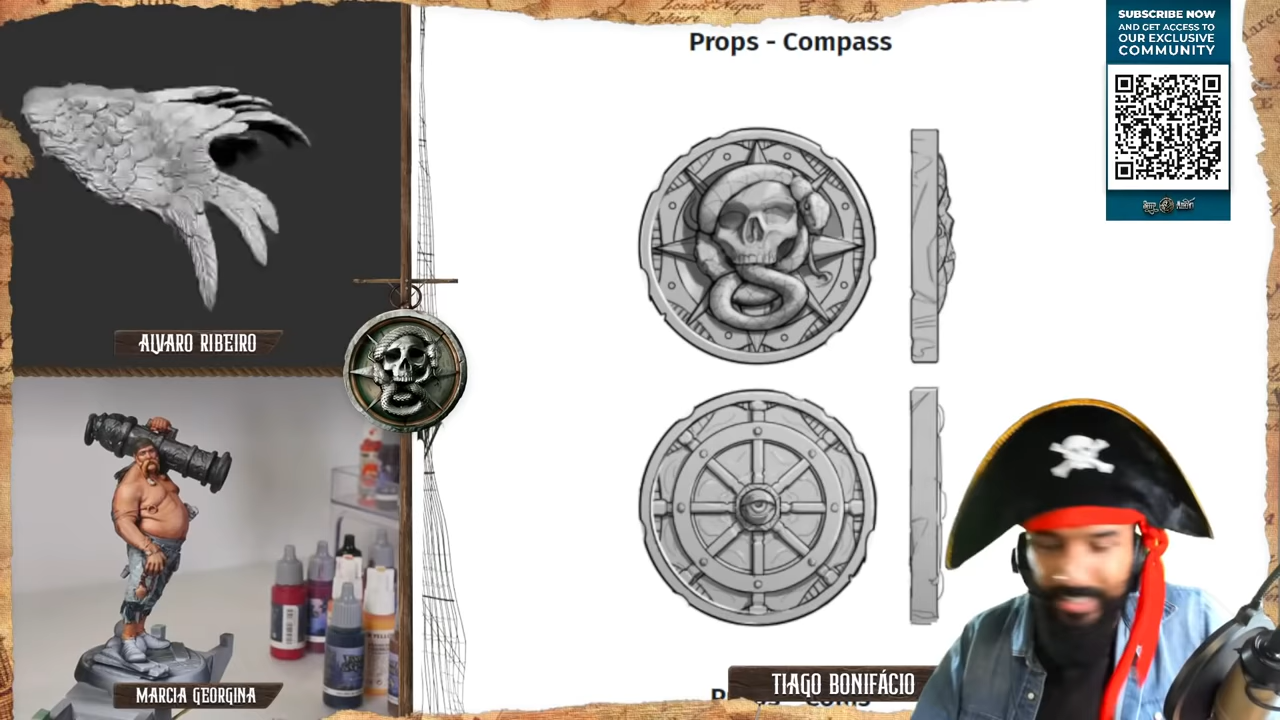 Props - Compass
SUBSCRIBE NOW
AND GET ACCESS TO
OUR EXCLUSIVE
COMMUNITY
ALVARO RIBEIRO
MARCIA GEORGINA
TIAGO BONIFÁCIO